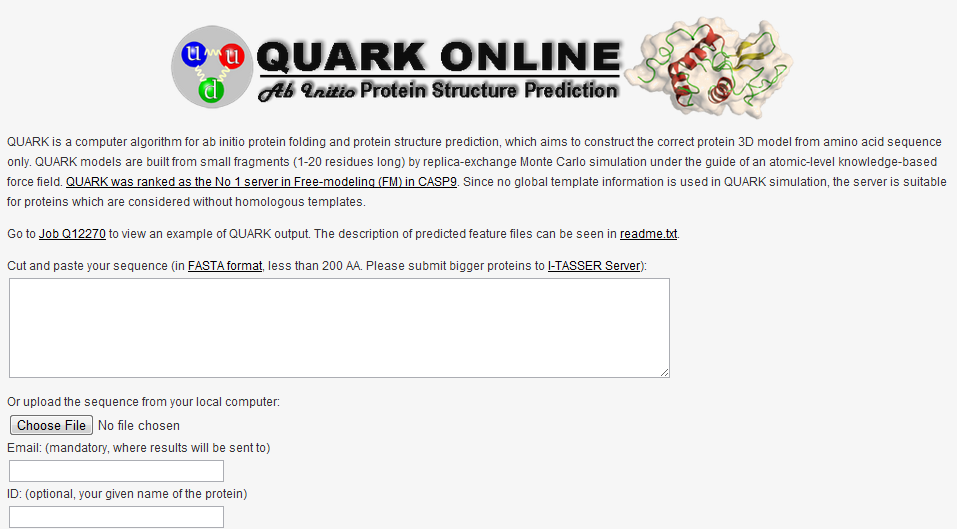 u u d
QUARK ONLINE
Ab Initio Protein Structure Prediction
QUARK is a computer algorithm for ab initio protein folding and protein structure prediction, which aims to construct the correct protein 3D model from amino acid sequence
only. QUARK models are built from small fragments (1-20 residues long) by replica-exchange Monte Carlo simulation under the guide of an atomic-level knowledge-based
force field. QUARK was ranked as the No 1 server in Free-modeling (FM) in CASP9. Since no global template information is used in QUARK simulation, the server is suitable
for proteins which are considered without homologous templates.
Go to Job Q12270 to view an example of QUARK output. The description of predicted feature files can be seen in readme.txt.
Cut and paste your sequence (in FASTA format, less than 200 AA. Please submit bigger proteins to I-TASSER Server):
Or upload the sequence from your local computer:
Choose File No file chosen
Email: (mandatory, where results will be sent to)
ID: (optional, your given name of the protein)